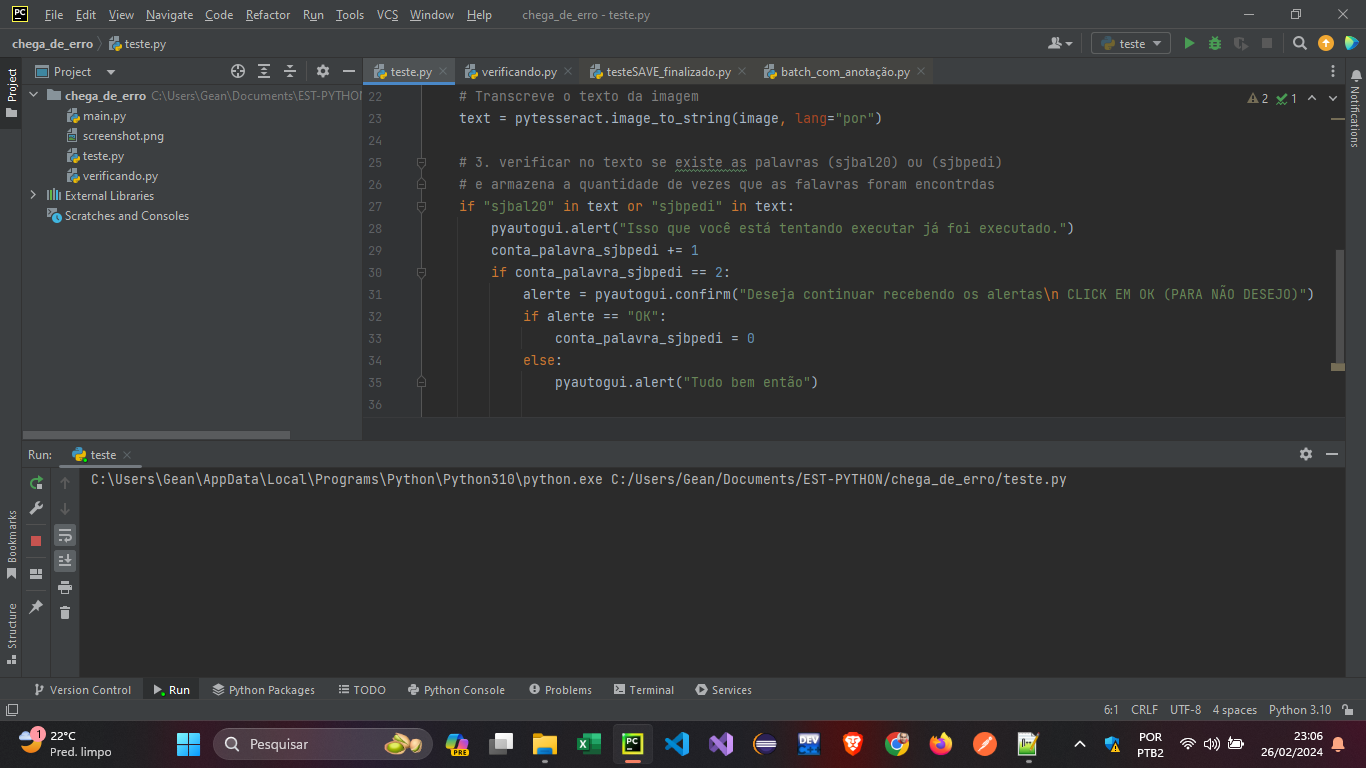 File Edit View Navigate Code Refactor Run Tools VCS Window Help chega_de_erro - teste.py
chega_de_erro teste.py teste
Project
Project
teste.py verificando.py testeSAVE_finalizado.py batch_com_anotação.py
Notifications
chega_de_erro C:\Users\Gean\Documents\EST-PYTHON
main.py
screenshot.png
teste.py
verificando.py
External Libraries
Scratches and Consoles
2 1
22 # Transcreve o texto da imagem
23 text = pytesseract.image_to_string(image, lang="por")
24
25 # 3. verificar no texto se existe as palavras (sjbal20) ou (sjbpedi)
26 # e armazena a quantidade de vezes que as falavras foram encontrdas
27 if "sjbal20" in text or "sjbpedi" in text:
28 pyautogui.alert("Isso que você está tentando executar já foi executado.")
29 conta_palavra_sjbpedi += 1
30 if conta_palavra_sjbpedi == 2:
31 alerte = pyautogui.confirm("Deseja continuar recebendo os alertas\n CLICK EM OK (PARA NÃO DESEJO)")
32 if alerte == "OK":
33 conta_palavra_sjbpedi = 0
34 else:
35 pyautogui.alert("Tudo bem então")
36
Run: teste
C:\Users\Gean\AppData\Local\Programs\Python\Python310\python.exe C:/Users/Gean/Documents/EST-PYTHON/chega_de_erro/teste.py
Bookmarks
Structure
Version Control Run Python Packages TODO Python Console Problems Terminal Services
6:1 CRLF UTF-8 4 spaces Python 3.10
1 22°C
Pred. limpo
Pesquisar
PRE
PC
DEV
POR
PTB2
23:06
26/02/2024